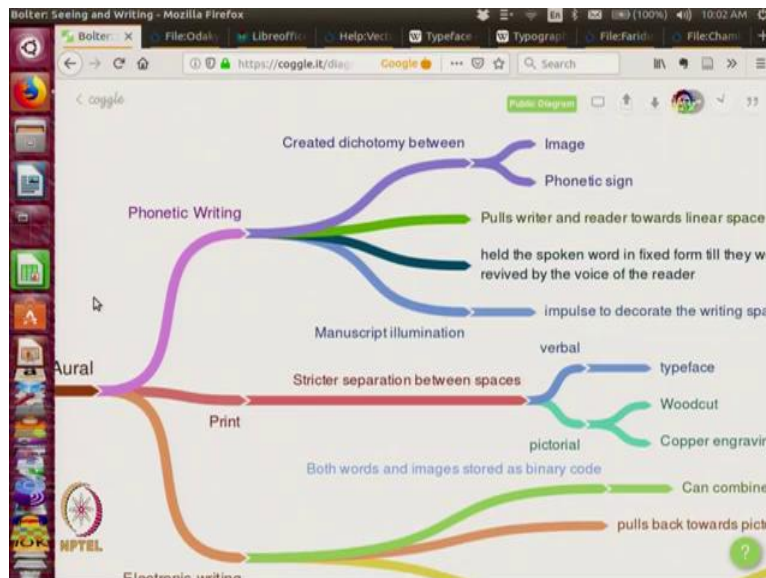 Bolter: Seeing and Writing - Mozilla Firefox
En (100%) 10:02 AM
Bolter: × File:Odak Libreoffic Help:Vect Typeface Typograph File:Farid File:Cham
https://coggle.it/diag Google Search
< coggle
Public Diagram
Created dichotomy between
Image
Phonetic sign
Phonetic Writing
Pulls writer and reader towards linear space
held the spoken word in fixed form till they w
revived by the voice of the reader
impulse to decorate the writing spa
Manuscript illumination
verbal
Aural
typeface
Stricter separation between spaces
Woodcut
Print
pictorial
Copper engravin
Both words and images stored as binary code
Can combine
pulls back towards pict
NPTEL
Electronic writing
?